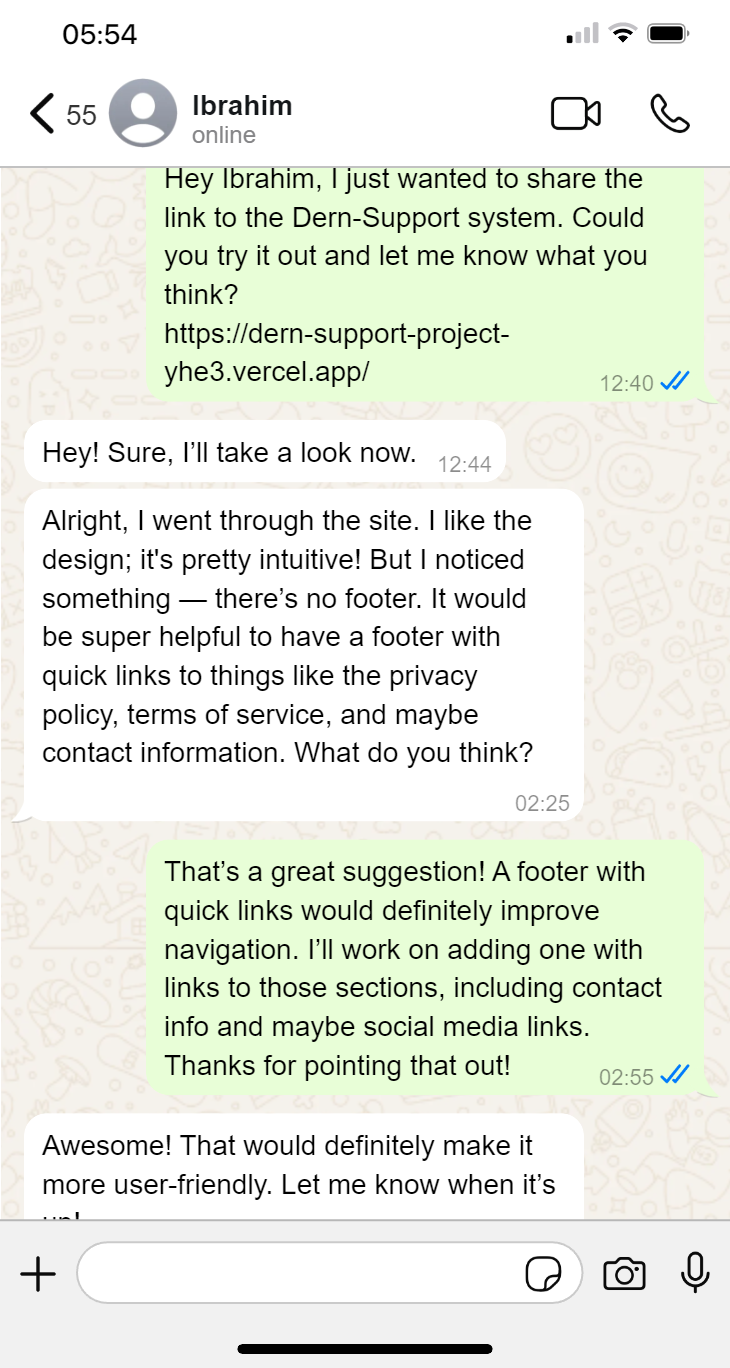 05:54
55
Ibrahim
online
Hey Ibrahim, I just wanted to share the
link to the Dern-Support system. Could
you try it out and let me know what you
think?
https://dern-support-project-
yhe3.vercel.app/
12:40
Hey! Sure, I’ll take a look now.
12:44
Alright, I went through the site. I like the
design; it's pretty intuitive! But I noticed
something — there’s no footer. It would
be super helpful to have a footer with
quick links to things like the privacy
policy, terms of service, and maybe
contact information. What do you think?
02:25
That’s a great suggestion! A footer with
quick links would definitely improve
navigation. I’ll work on adding one with
links to those sections, including contact
info and maybe social media links.
Thanks for pointing that out!
02:55
Awesome! That would definitely make it
more user-friendly. Let me know when it’s